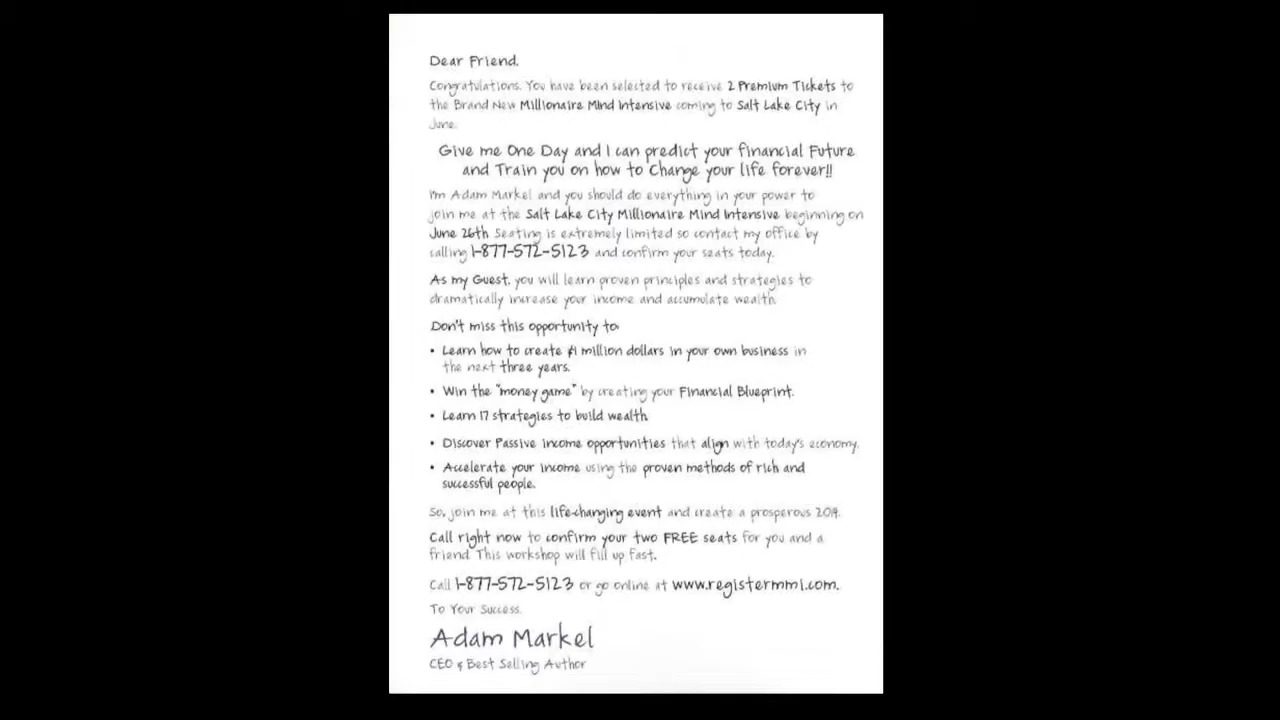 Dear Friend,
Congratulations. You have been selected to receive 2 Premium Tickets to
the Brand New Millionaire Mind Intensive coming to Salt Lake City in
June.
Give me One Day and I can predict your financial Future
and Train you on how to Change your life forever!!
I'm Adam Markel and you should do everything in your power to
join me at the Salt Lake City Millionaire Mind Intensive beginning on
June 26th Seating is extremely limited so contact my office by
calling 1-877-572-5123 and confirm your seats today.
As my Guest, you will learn proven principles and strategies to
dramatically increase your income and accumulate wealth.
Don't miss this opportunity to:
• Learn how to create $1 million dollars in your own business in
the next three years.
• Win the "money game" by creating your Financial Blueprint.
• Learn 17 strategies to build wealth.
• Discover Passive income opportunities that align with today's economy.
• Accelerate your income using the proven methods of rich and
successful people.
So, join me at this life-changing event and create a prosperous 2014.
Call right now to confirm your two FREE seats for you and a
friend. This workshop will fill up fast.
Call 1-877-572-5123 or go online at www.registermmi.com.
To Your Success,
Adam Markel
CEO & Best Selling Author